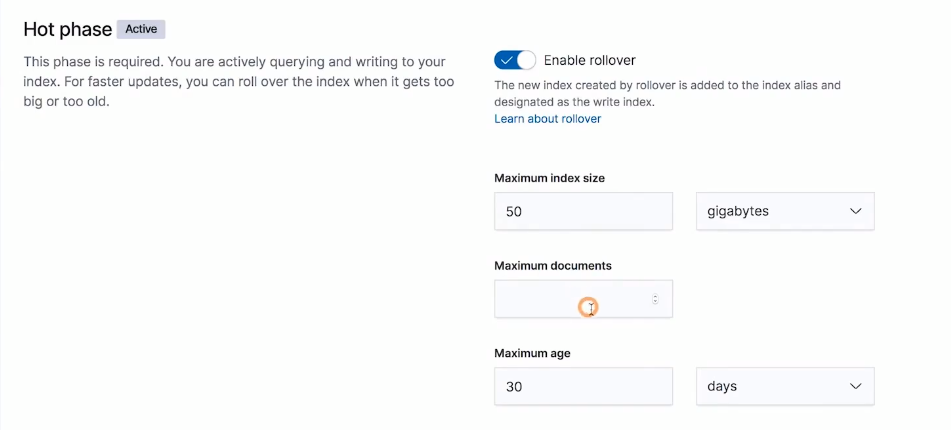 Hot phase Active
This phase is required. You are actively querying and writing to your
index. For faster updates, you can roll over the index when it gets too
big or too old.
Enable rollover
The new index created by rollover is added to the index alias and
designated as the write index.
Learn about rollover
Maximum index size
50 gigabytes
Maximum documents
Maximum age
30 days